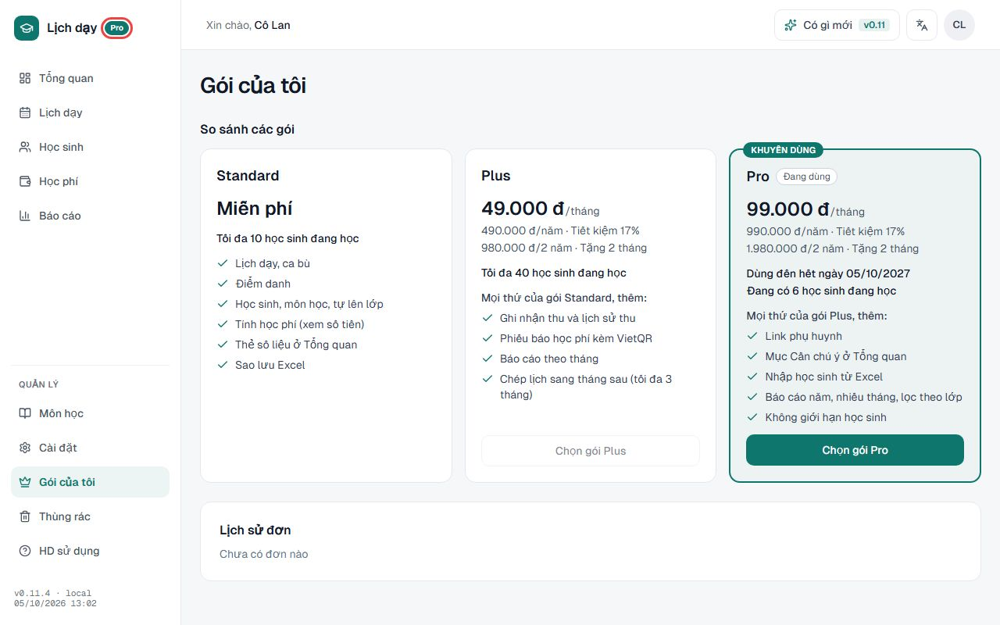 Lịch dạy Pro
Xin chào, Cô Lan
Có gì mới v0.11
CL
Tổng quan
Lịch dạy
Học sinh
Học phí
Báo cáo
QUẢN LÝ
Môn học
Cài đặt
Gói của tôi
Thùng rác
HD sử dụng
v0.11.4 · local
05/10/2026 13:02
Gói của tôi
So sánh các gói
Standard
Miễn phí
Tối đa 10 học sinh đang học
Lịch dạy, ca bù
Điểm danh
Học sinh, môn học, tự lên lớp
Tính học phí (xem số tiền)
Thẻ số liệu ở Tổng quan
Sao lưu Excel
Plus
49.000 đ/tháng
490.000 đ/năm · Tiết kiệm 17%
980.000 đ/2 năm · Tặng 2 tháng
Tối đa 40 học sinh đang học
Mọi thứ của gói Standard, thêm:
Ghi nhận thu và lịch sử thu
Phiếu báo học phí kèm VietQR
Báo cáo theo tháng
Chép lịch sang tháng sau (tối đa 3
tháng)
Chọn gói Plus
KHUYÊN DÙNG
Pro Đang dùng
99.000 đ/tháng
990.000 đ/năm · Tiết kiệm 17%
1.980.000 đ/2 năm · Tặng 2 tháng
Dùng đến hết ngày 05/10/2027
Đang có 6 học sinh đang học
Mọi thứ của gói Plus, thêm:
Link phụ huynh
Mục Cần chú ý ở Tổng quan
Nhập học sinh từ Excel
Báo cáo năm, nhiều tháng, lọc theo lớp
Không giới hạn học sinh
Chọn gói Pro
Lịch sử đơn
Chưa có đơn nào